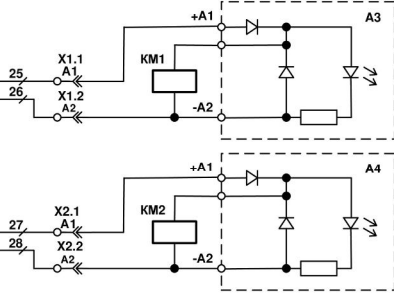 +A1
A3
X1.1
A1
KM1
25
26
X1.2
A2
-A2
+A1
A4
X2.1
A1
KM2
27
28
X2.2
A2
-A2